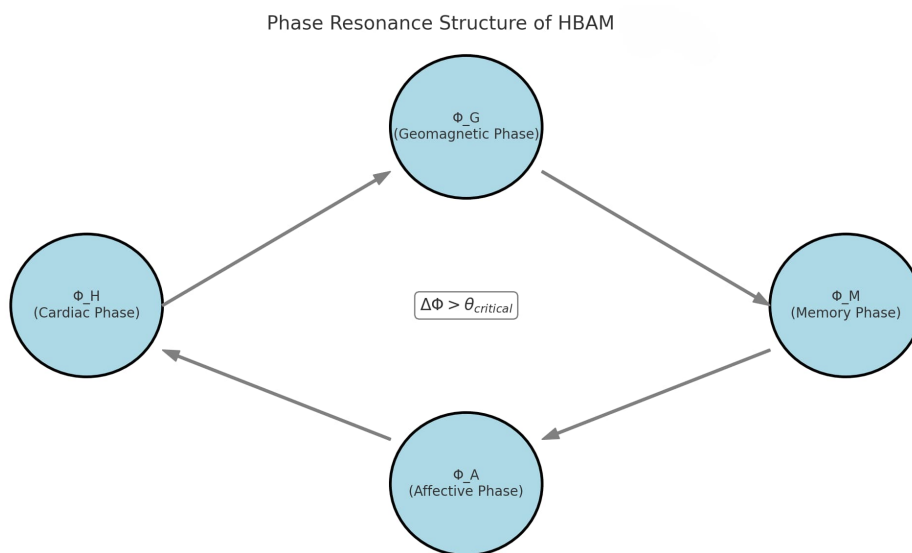 Phase Resonance Structure of HBAM
Φ_G
(Geomagnetic Phase)
Φ_H
(Cardiac Phase)
ΔΦ > θ_critical
Φ_M
(Memory Phase)
Φ_A
(Affective Phase)